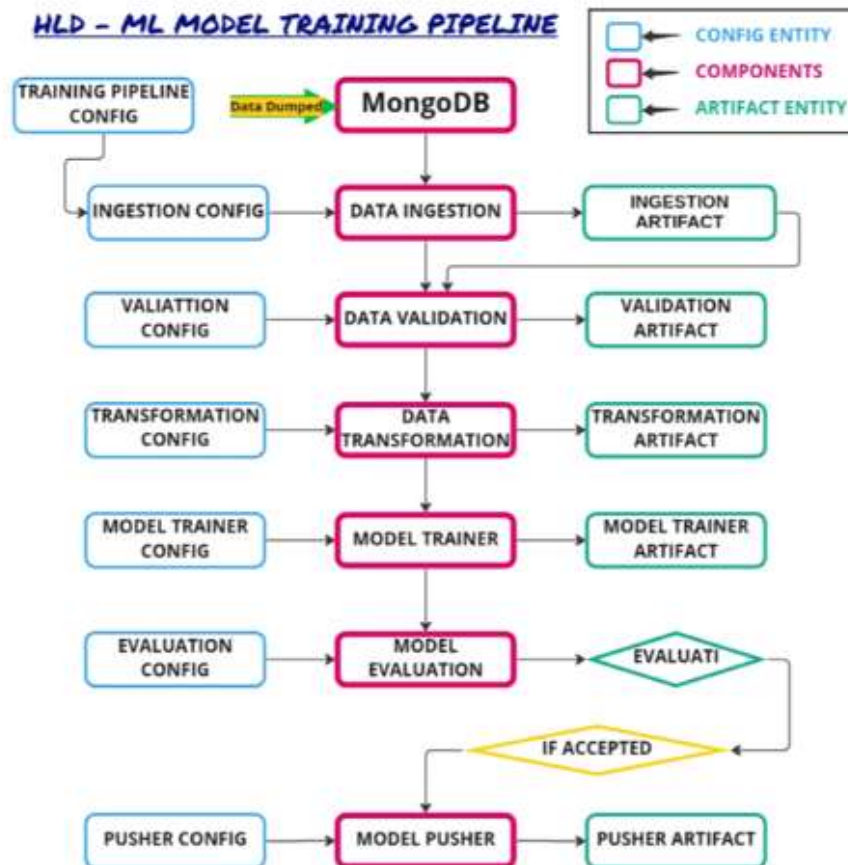 HLD - ML MODEL TRAINING PIPELINE
CONFIG ENTITY
COMPONENTS
ARTIFACT ENTITY
TRAINING PIPELINE
CONFIG
Data Dumped
MongoDB
INGESTION CONFIG
DATA INGESTION
INGESTION
ARTIFACT
VALIATTION
CONFIG
DATA VALIDATION
VALIDATION
ARTIFACT
TRANSFORMATION
CONFIG
DATA
TRANSFORMATION
TRANSFORMATION
ARTIFACT
MODEL TRAINER
CONFIG
MODEL TRAINER
MODEL TRAINER
ARTIFACT
EVALUATION
CONFIG
MODEL
EVALUATION
EVALUATI
IF ACCEPTED
PUSHER CONFIG
MODEL PUSHER
PUSHER ARTIFACT